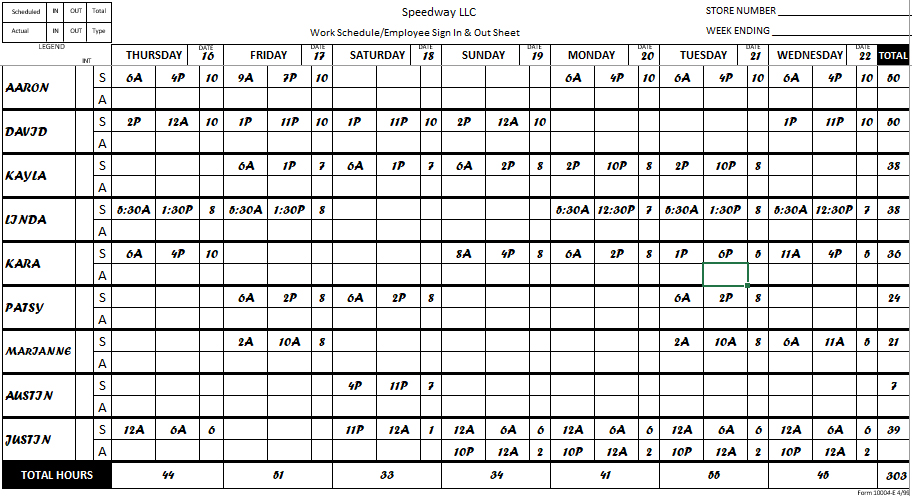 Scheduled IN OUT Total Speedway LLC STORE NUMBER
Actual IN OUT Type Work Schedule/Employee Sign In & Out Sheet WEEK ENDING
LEGEND INT THURSDAY DATE 16 FRIDAY DATE 17 SATURDAY DATE 18 SUNDAY DATE 19 MONDAY DATE 20 TUESDAY DATE 21 WEDNESDAY DATE 22 TOTAL
AARON S 6A 4P 10 9A 7P 10 6A 4P 10 6A 4P 10 6A 4P 10 50
A
DAVID S 2P 12A 10 1P 11P 10 1P 11P 10 2P 12A 10 1P 11P 10 50
A
KAYLA S 6A 1P 7 6A 1P 7 6A 2P 8 2P 10P 8 2P 10P 8 38
A
LINDA S 5:30A 1:30P 8 5:30A 1:30P 8 5:30A 12:30P 7 5:30A 1:30P 8 5:30A 12:30P 7 38
A
KARA S 6A 4P 10 8A 4P 8 6A 2P 8 1P 6P 5 11A 4P 5 36
A
PATSY S 6A 2P 8 6A 2P 8 6A 2P 8 24
A
MARIANNE S 2A 10A 8 2A 10A 8 6A 11A 5 21
A
AUSTIN S 4P 11P 7 7
A
JUSTIN S 12A 6A 6 11P 12A 1 12A 6A 6 12A 6A 6 12A 6A 6 12A 6A 6 39
A 10P 12A 2 10P 12A 2 10P 12A 2 10P 12A 2
TOTAL HOURS 44 51 33 34 41 55 45 303
Form 10004-E 4/95